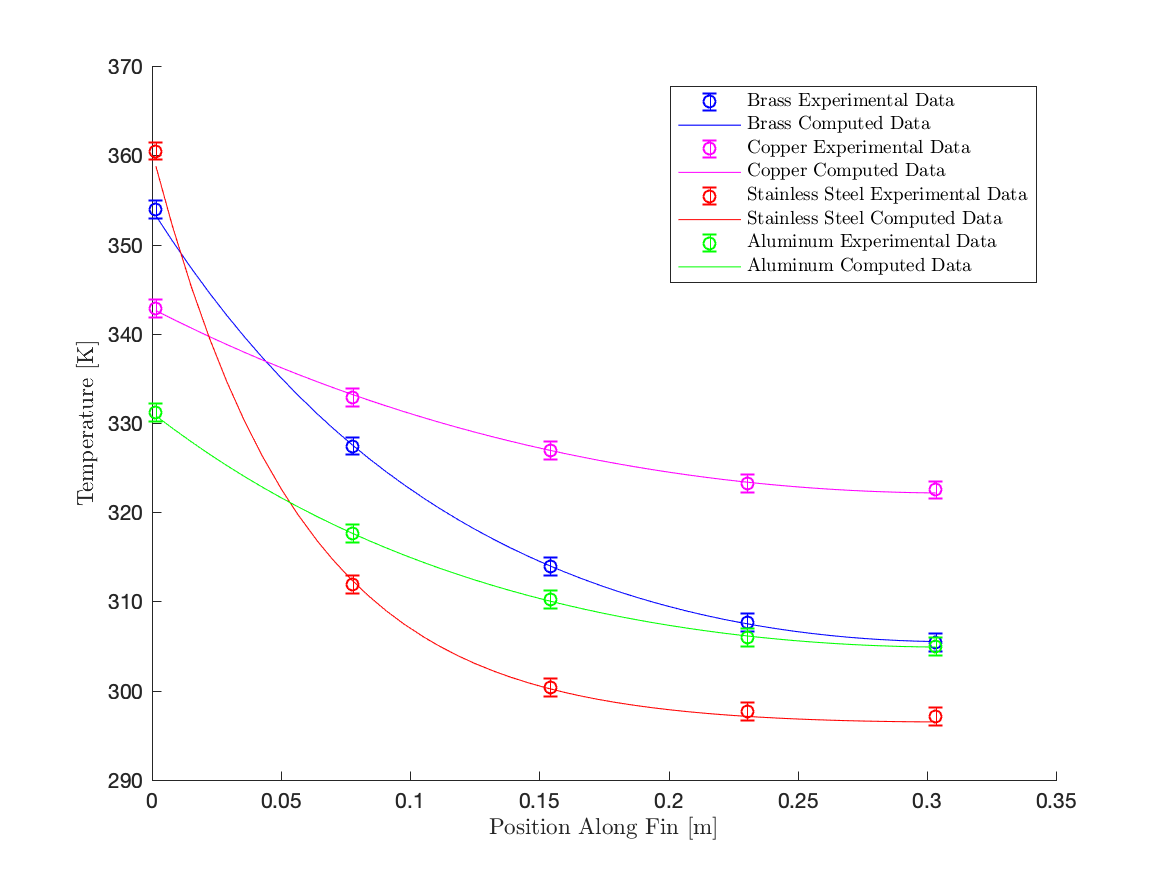 370
360
350
340
330
320
310
300
290
Temperature [K]
Brass Experimental Data
Brass Computed Data
Copper Experimental Data
Copper Computed Data
Stainless Steel Experimental Data
Stainless Steel Computed Data
Aluminum Experimental Data
Aluminum Computed Data
0 0.05 0.1 0.15 0.2 0.25 0.3 0.35
Position Along Fin [m]